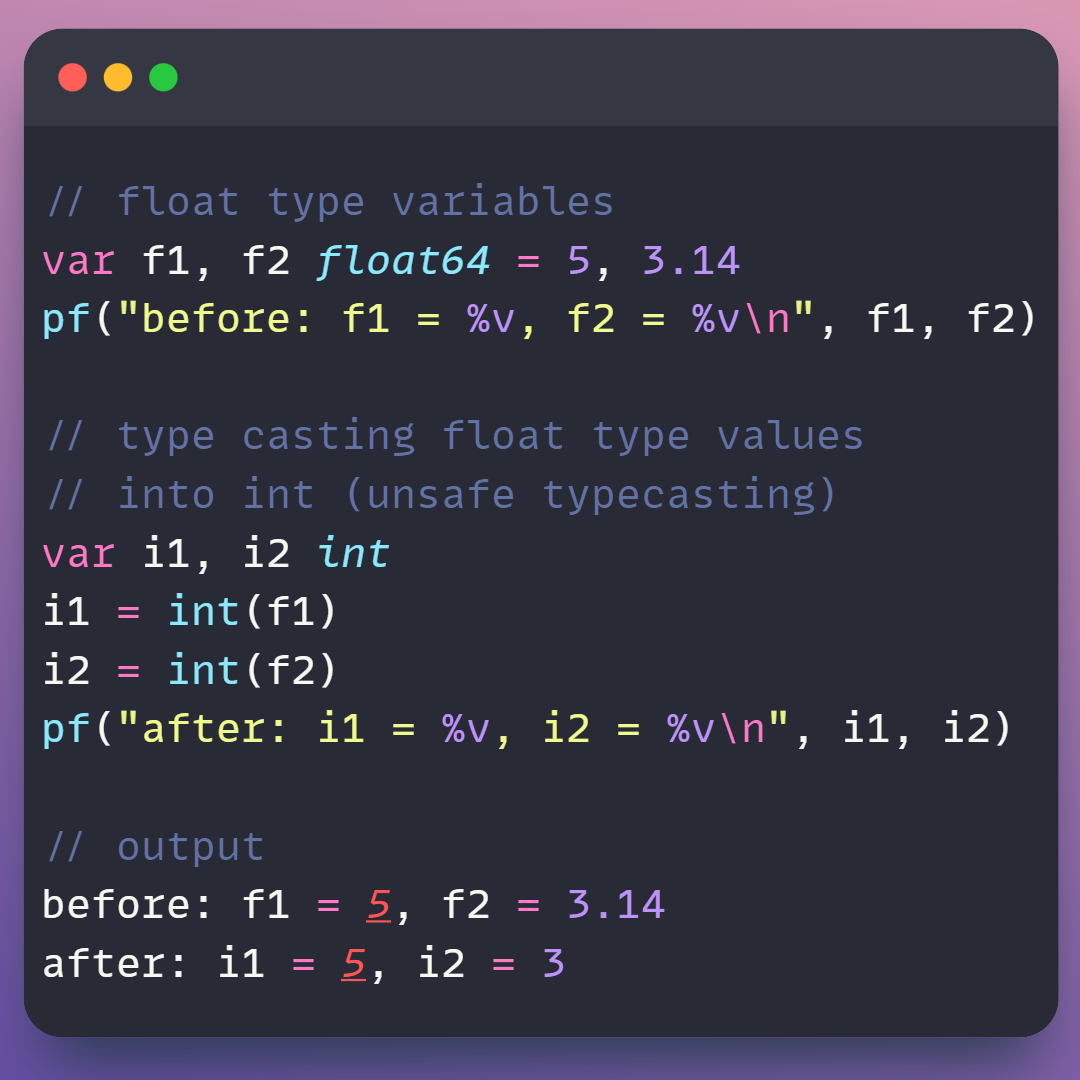 // float type variables
var f1, f2 float64 = 5, 3.14
pf("before: f1 = %v, f2 = %v\n", f1, f2)
// type casting float type values
// into int (unsafe typecasting)
var i1, i2 int
i1 = int(f1)
i2 = int(f2)
pf("after: i1 = %v, i2 = %v\n", i1, i2)
// output
before: f1 = 5, f2 = 3.14
after: i1 = 5, i2 = 3